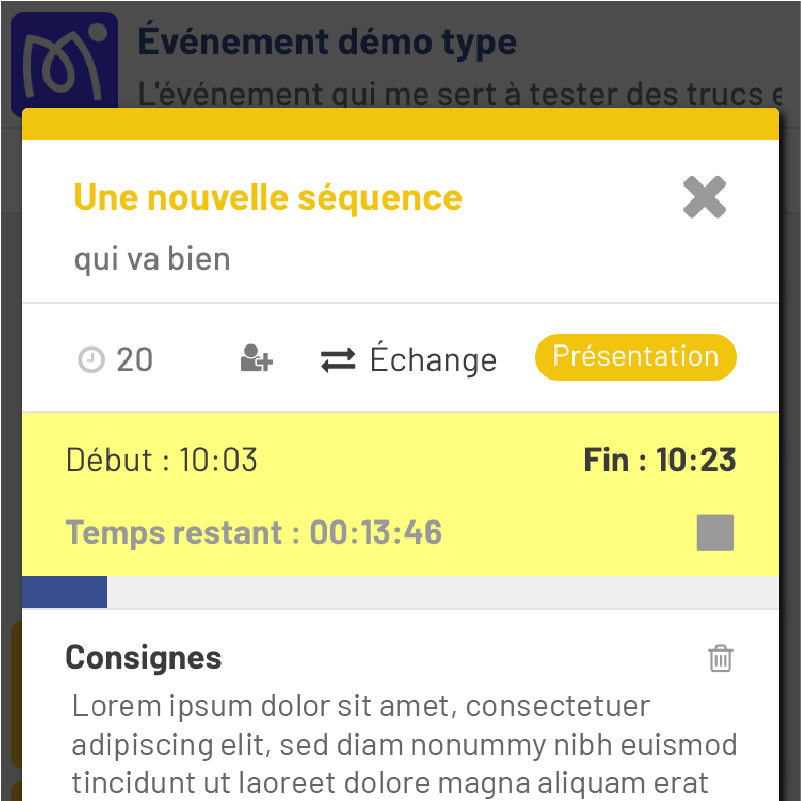 Événement démo type
L'événement qui me sert à tester des trucs e
Une nouvelle séquence
qui va bien
20 Échange Présentation
Début : 10:03 Fin : 10:23
Temps restant : 00:13:46
Consignes
Lorem ipsum dolor sit amet, consectetuer
adipiscing elit, sed diam nonummy nibh euismod
tincidunt ut laoreet dolore magna aliquam erat